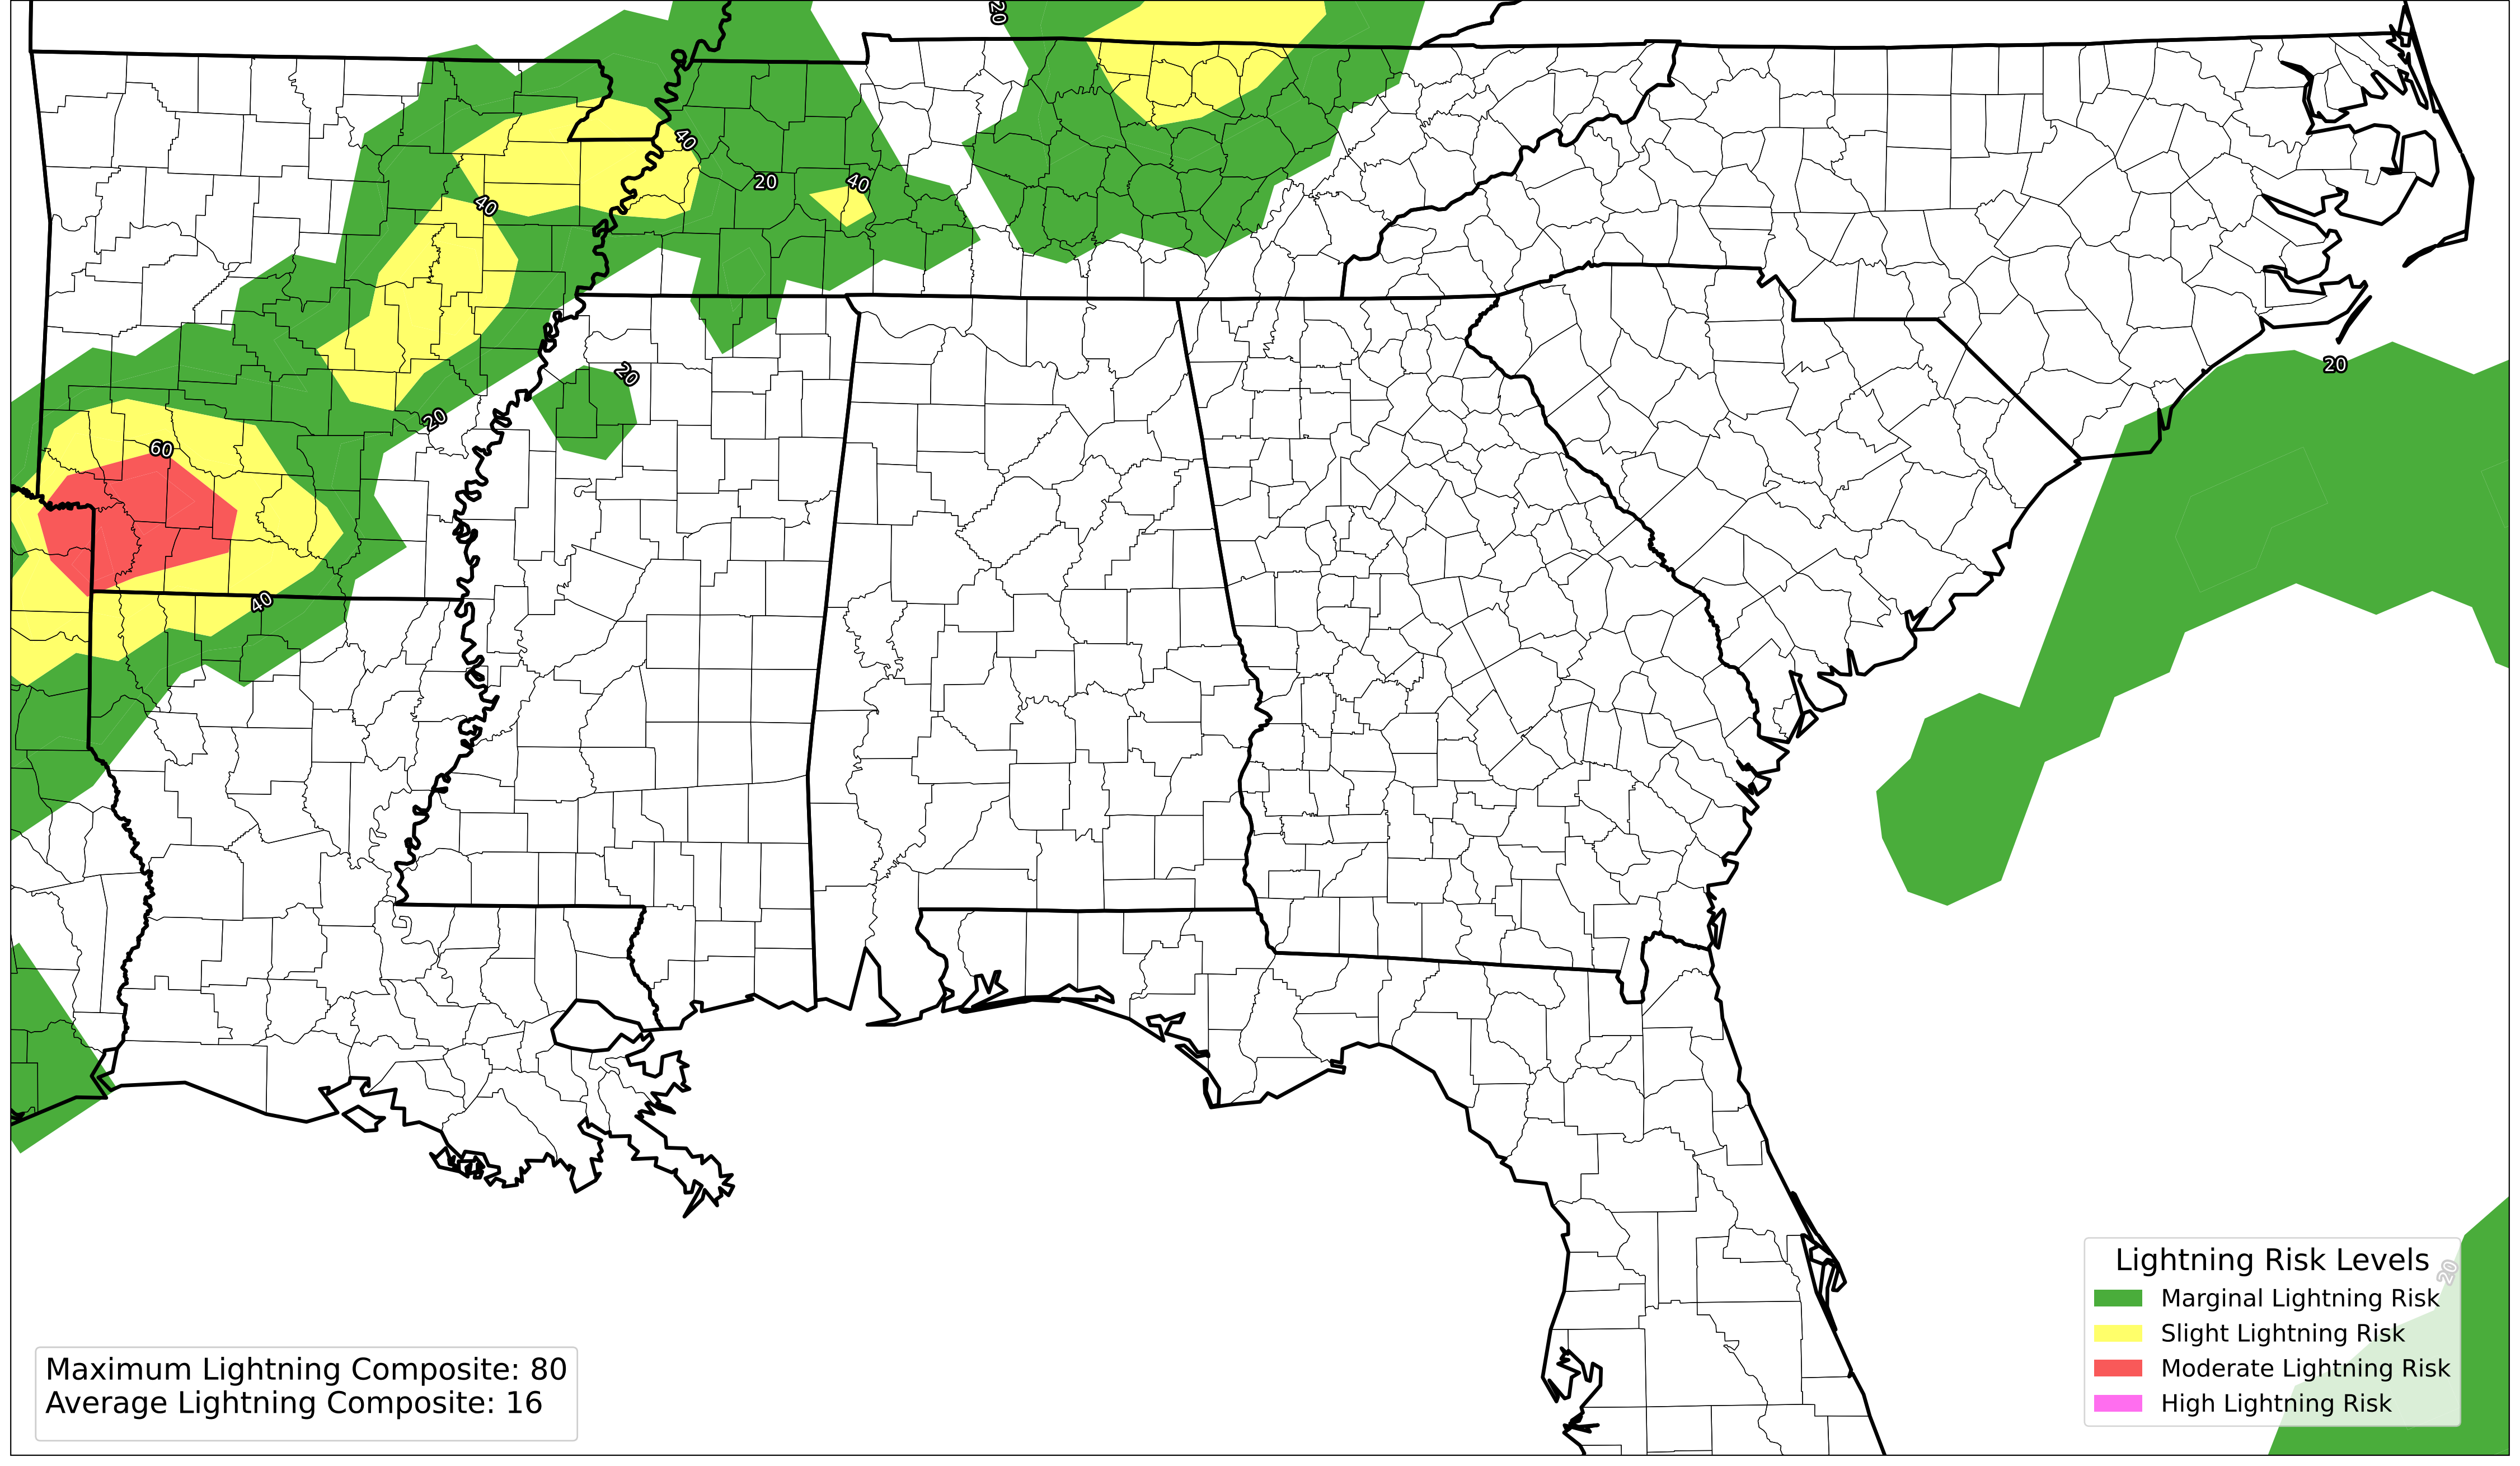 20
40
20
40
40
20
20
20
60
40
Lightning Risk Levels
20
Marginal Lightning Risk
Slight Lightning Risk
Moderate Lightning Risk
High Lightning Risk
Maximum Lightning Composite: 80
Average Lightning Composite: 16